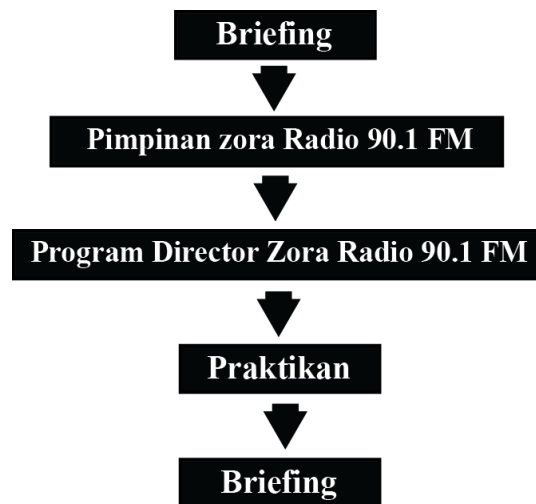 Briefing
Pimpinan zora Radio 90.1 FM
Program Director Zora Radio 90.1 FM
Praktikan
Briefing